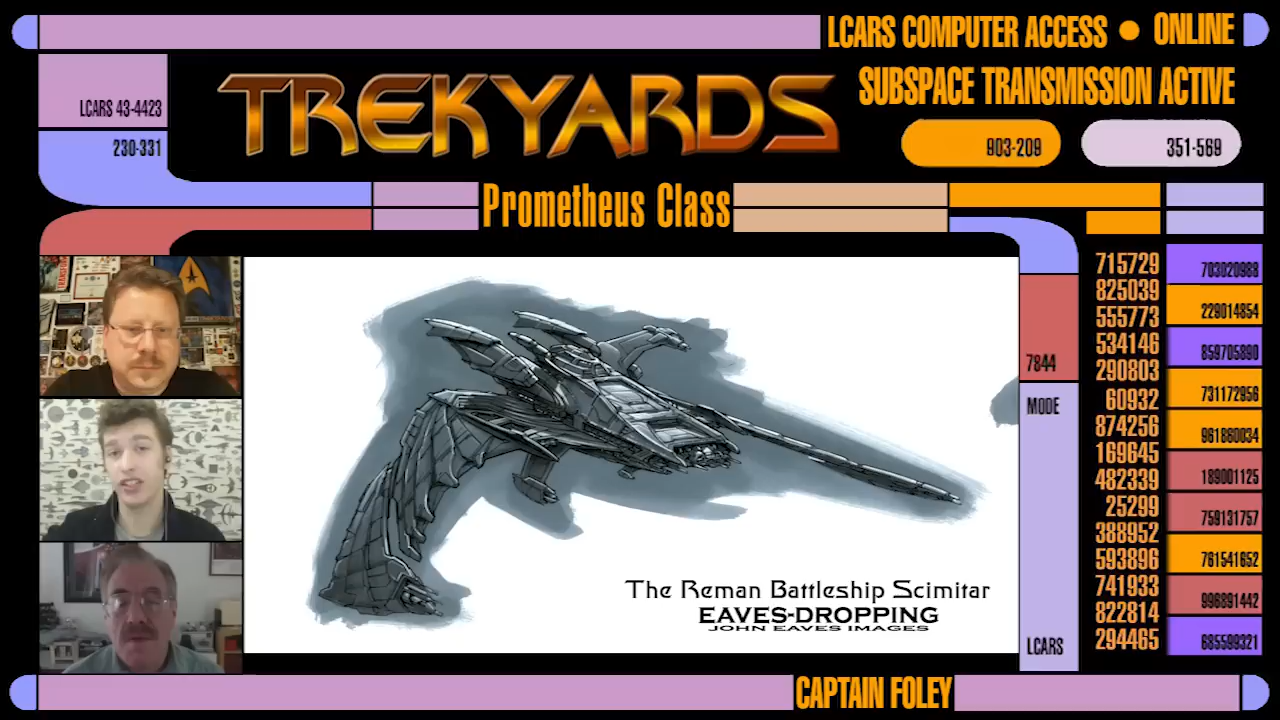 LCARS COMPUTER ACCESS • ONLINE
TREKYARDS
SUBSPACE TRANSMISSION ACTIVE
LCARS 43-4423
230-331
903-209
351-569
Prometheus Class
715729
825039
555773
534146
290803
60932
874256
169645
482339
25299
388952
593896
741933
822814
294465
703020988
229014854
859705890
731172956
961860034
189001125
759131757
761541652
996891442
685599321
7844
MODE
LCARS
The Reman Battleship Scimitar
EAVES-DROPPING
JOHN EAVES IMAGES
CAPTAIN FOLEY